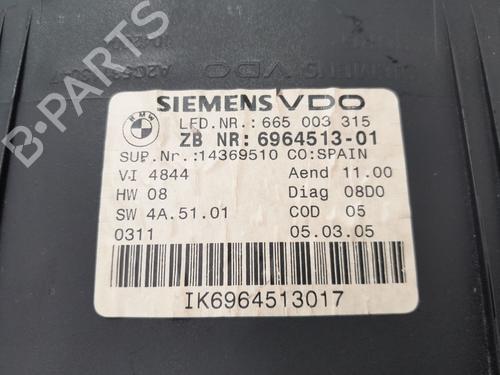 SIEMENS VDO
BMW
LFD.NR.: 665 003 315
ZB NR: 6964513-01
SUP.Nr.:14369510 CO:SPAIN
V-I 4844 Aend 11.00
HW 08 Diag 08D0
SW 4A.51.01 COD 05
0311 05.03.05
IK6964513017
B-PARTS